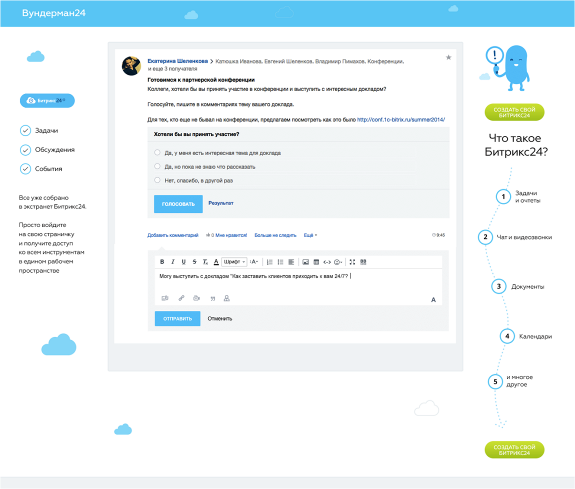 Вундерман24
Битрикс24
Задачи
Обсуждения
События
Все уже собрано
в экстранет Битрикс24.
Просто войдите
на свою страничку
и получите доступ
ко всем инструментам
в едином рабочем
пространстве
Екатерина Шеленкова > Катюшка Иванова, Евгений Шеленков, Владимир Пимахов, Конференции,
и еще 3 получателя
Готовимся к партнерской конференции
Коллеги, хотели бы вы принять участие в конференции и выступить с интересным докладом?
Голосуйте, пишите в комментариях тему вашего доклада.
Для тех, кто еще не бывал на конференции, предлагаем посмотреть как это было http://conf.1c-bitrix.ru/summer2014/
Хотели бы вы принять участие?
Да, у меня есть интересная тема для доклада
Да, но пока не знаю что рассказать
Нет, спасибо, в другой раз
ГОЛОСОВАТЬ Результат
Добавить комментарий 0 Мне нравится! Больше не следить Ещё 9:45
B I U S T A Шрифт A
Могу выступить с докладом "Как заставить клиентов приходить к вам 24/7? |
A
ОТПРАВИТЬ Отменить
СОЗДАТЬ СВОЙ
БИТРИКС24
Что такое
Битрикс24?
1 Задачи
и очтеты
2 Чат и видеозвонки
3 Документы
4 Календари
5 и многое
другое
СОЗДАТЬ СВОЙ
БИТРИКС24